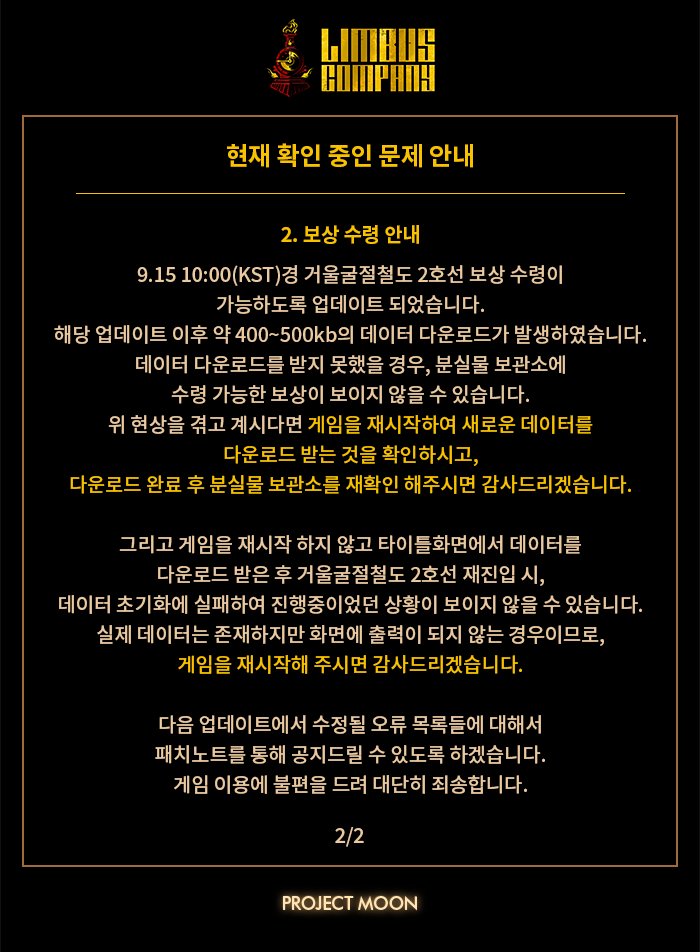 LIMBUS
COMPANY
현재 확인 중인 문제 안내
2. 보상 수령 안내
9.15 10:00(KST)경 거울굴절철도 2호선 보상 수령이
가능하도록 업데이트 되었습니다.
해당 업데이트 이후 약 400~500kb의 데이터 다운로드가 발생하였습니다.
데이터 다운로드를 받지 못했을 경우, 분실물 보관소에
수령 가능한 보상이 보이지 않을 수 있습니다.
위 현상을 겪고 계시다면 게임을 재시작하여 새로운 데이터를
다운로드 받는 것을 확인하시고,
다운로드 완료 후 분실물 보관소를 재확인 해주시면 감사드리겠습니다.
그리고 게임을 재시작 하지 않고 타이틀화면에서 데이터를
다운로드 받은 후 거울굴절철도 2호선 재진입 시,
데이터 초기화에 실패하여 진행중이었던 상황이 보이지 않을 수 있습니다.
실제 데이터는 존재하지만 화면에 출력이 되지 않는 경우이므로,
게임을 재시작해 주시면 감사드리겠습니다.
다음 업데이트에서 수정될 오류 목록들에 대해서
패치노트를 통해 공지드릴 수 있도록 하겠습니다.
게임 이용에 불편을 드려 대단히 죄송합니다.
2/2
PROJECT MOON